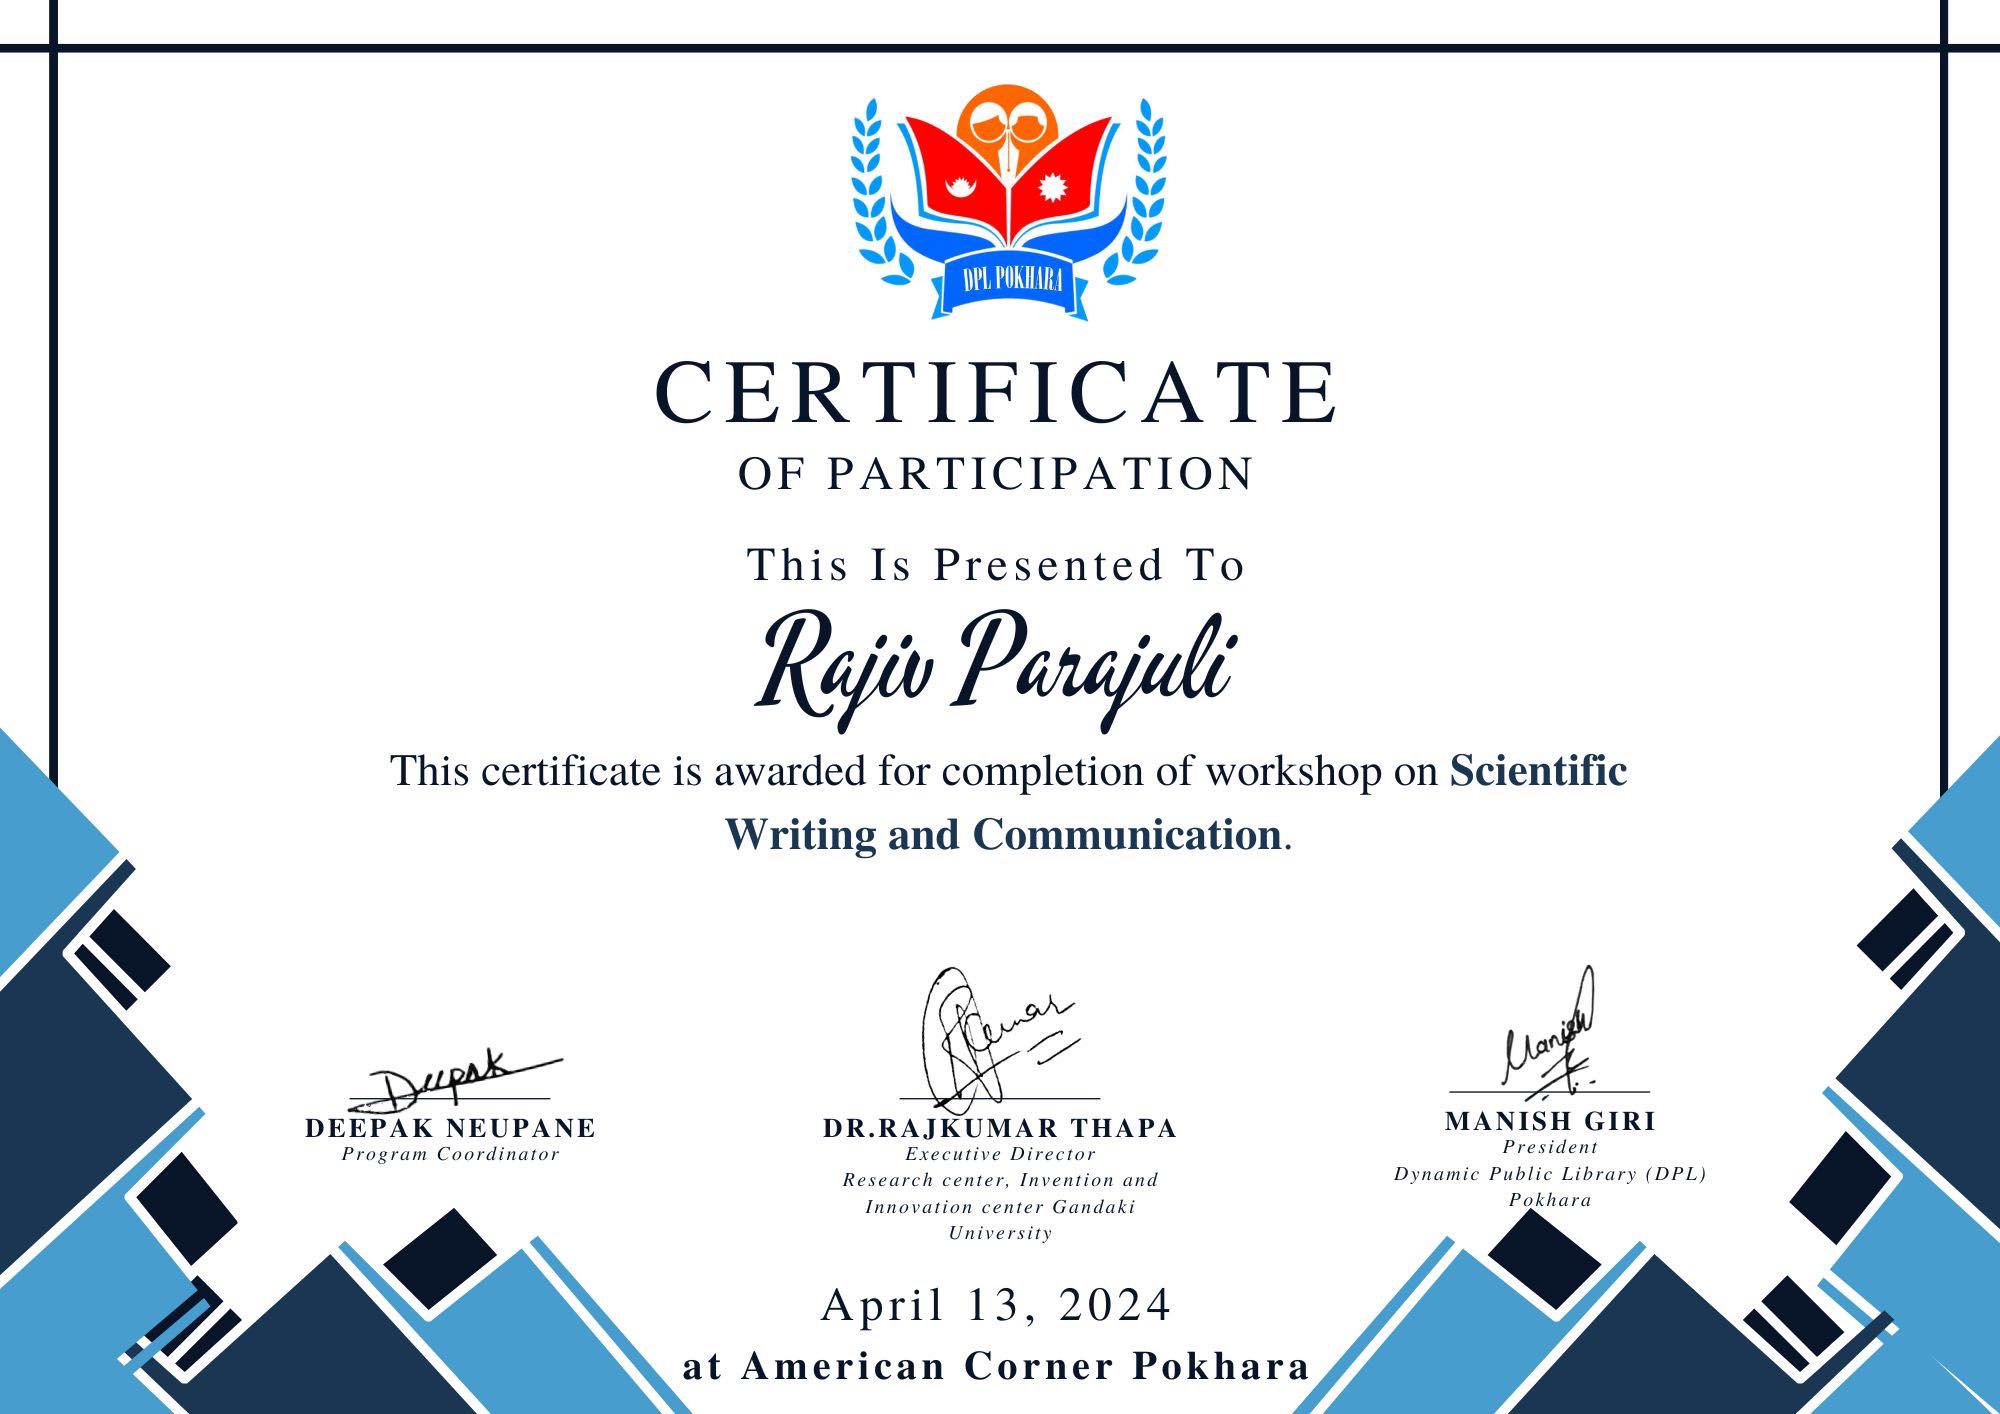 DPL POKHARA
CERTIFICATE
OF PARTICIPATION
This Is Presented To
Rajiv Parajuli
This certificate is awarded for completion of workshop on Scientific
Writing and Communication.
Deepak
Kumar
Manish
DEEPAK NEUPANE
Program Coordinator
DR.RAJKUMAR THAPA
Executive Director
Research center, Invention and
Innovation center Gandaki
University
MANISH GIRI
President
Dynamic Public Library (DPL)
Pokhara
April 13, 2024
at American Corner Pokhara